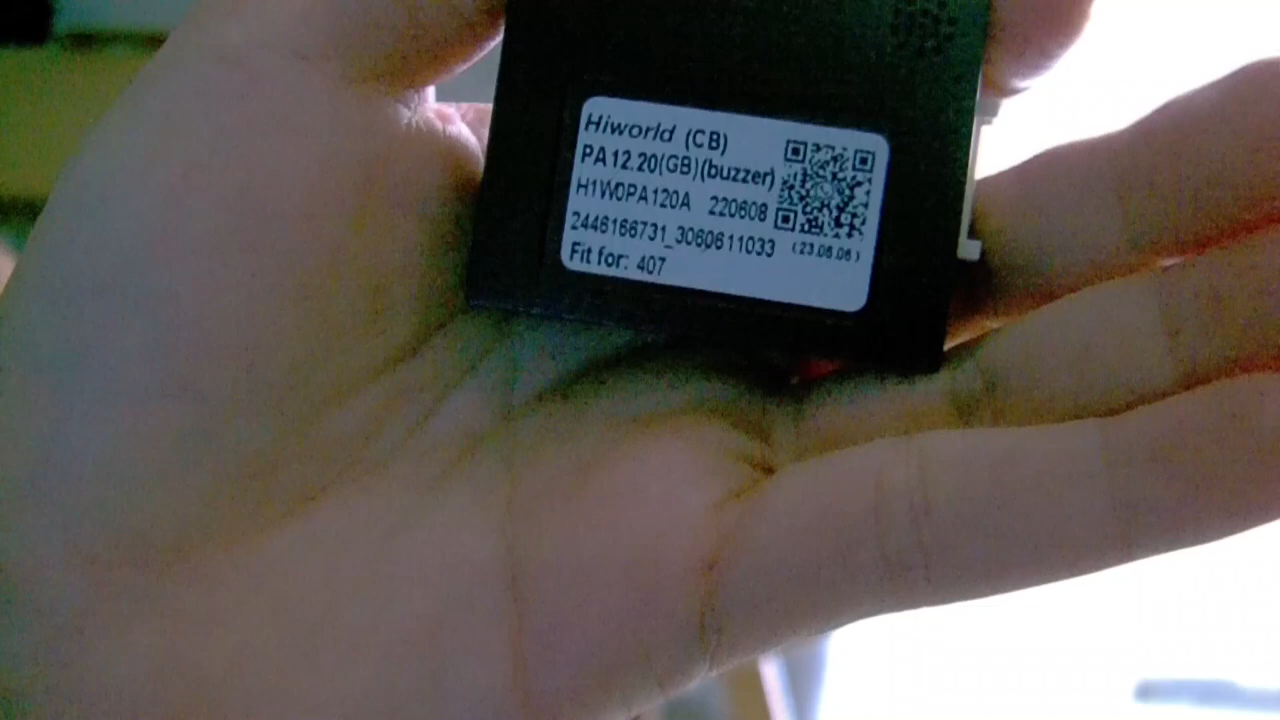 Hiworld (CB)
PA12.20(GB)(buzzer)
H1W0PA120A 220608
2446166731_3060611033
(23.06.06)
Fit for: 407